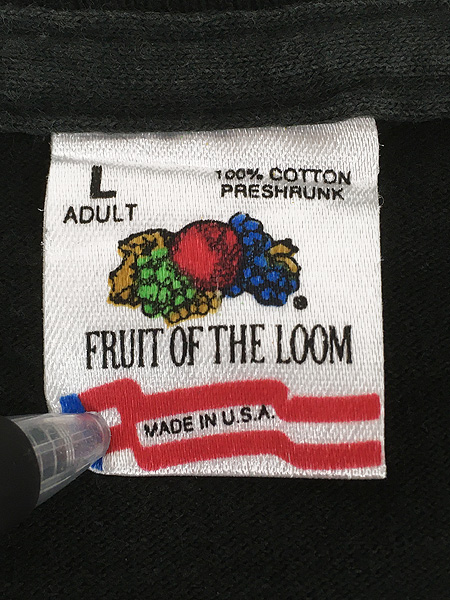 L
ADULT
100% COTTON
PRESHRUNK
FRUIT OF THE LOOM
MADE IN U.S.A.